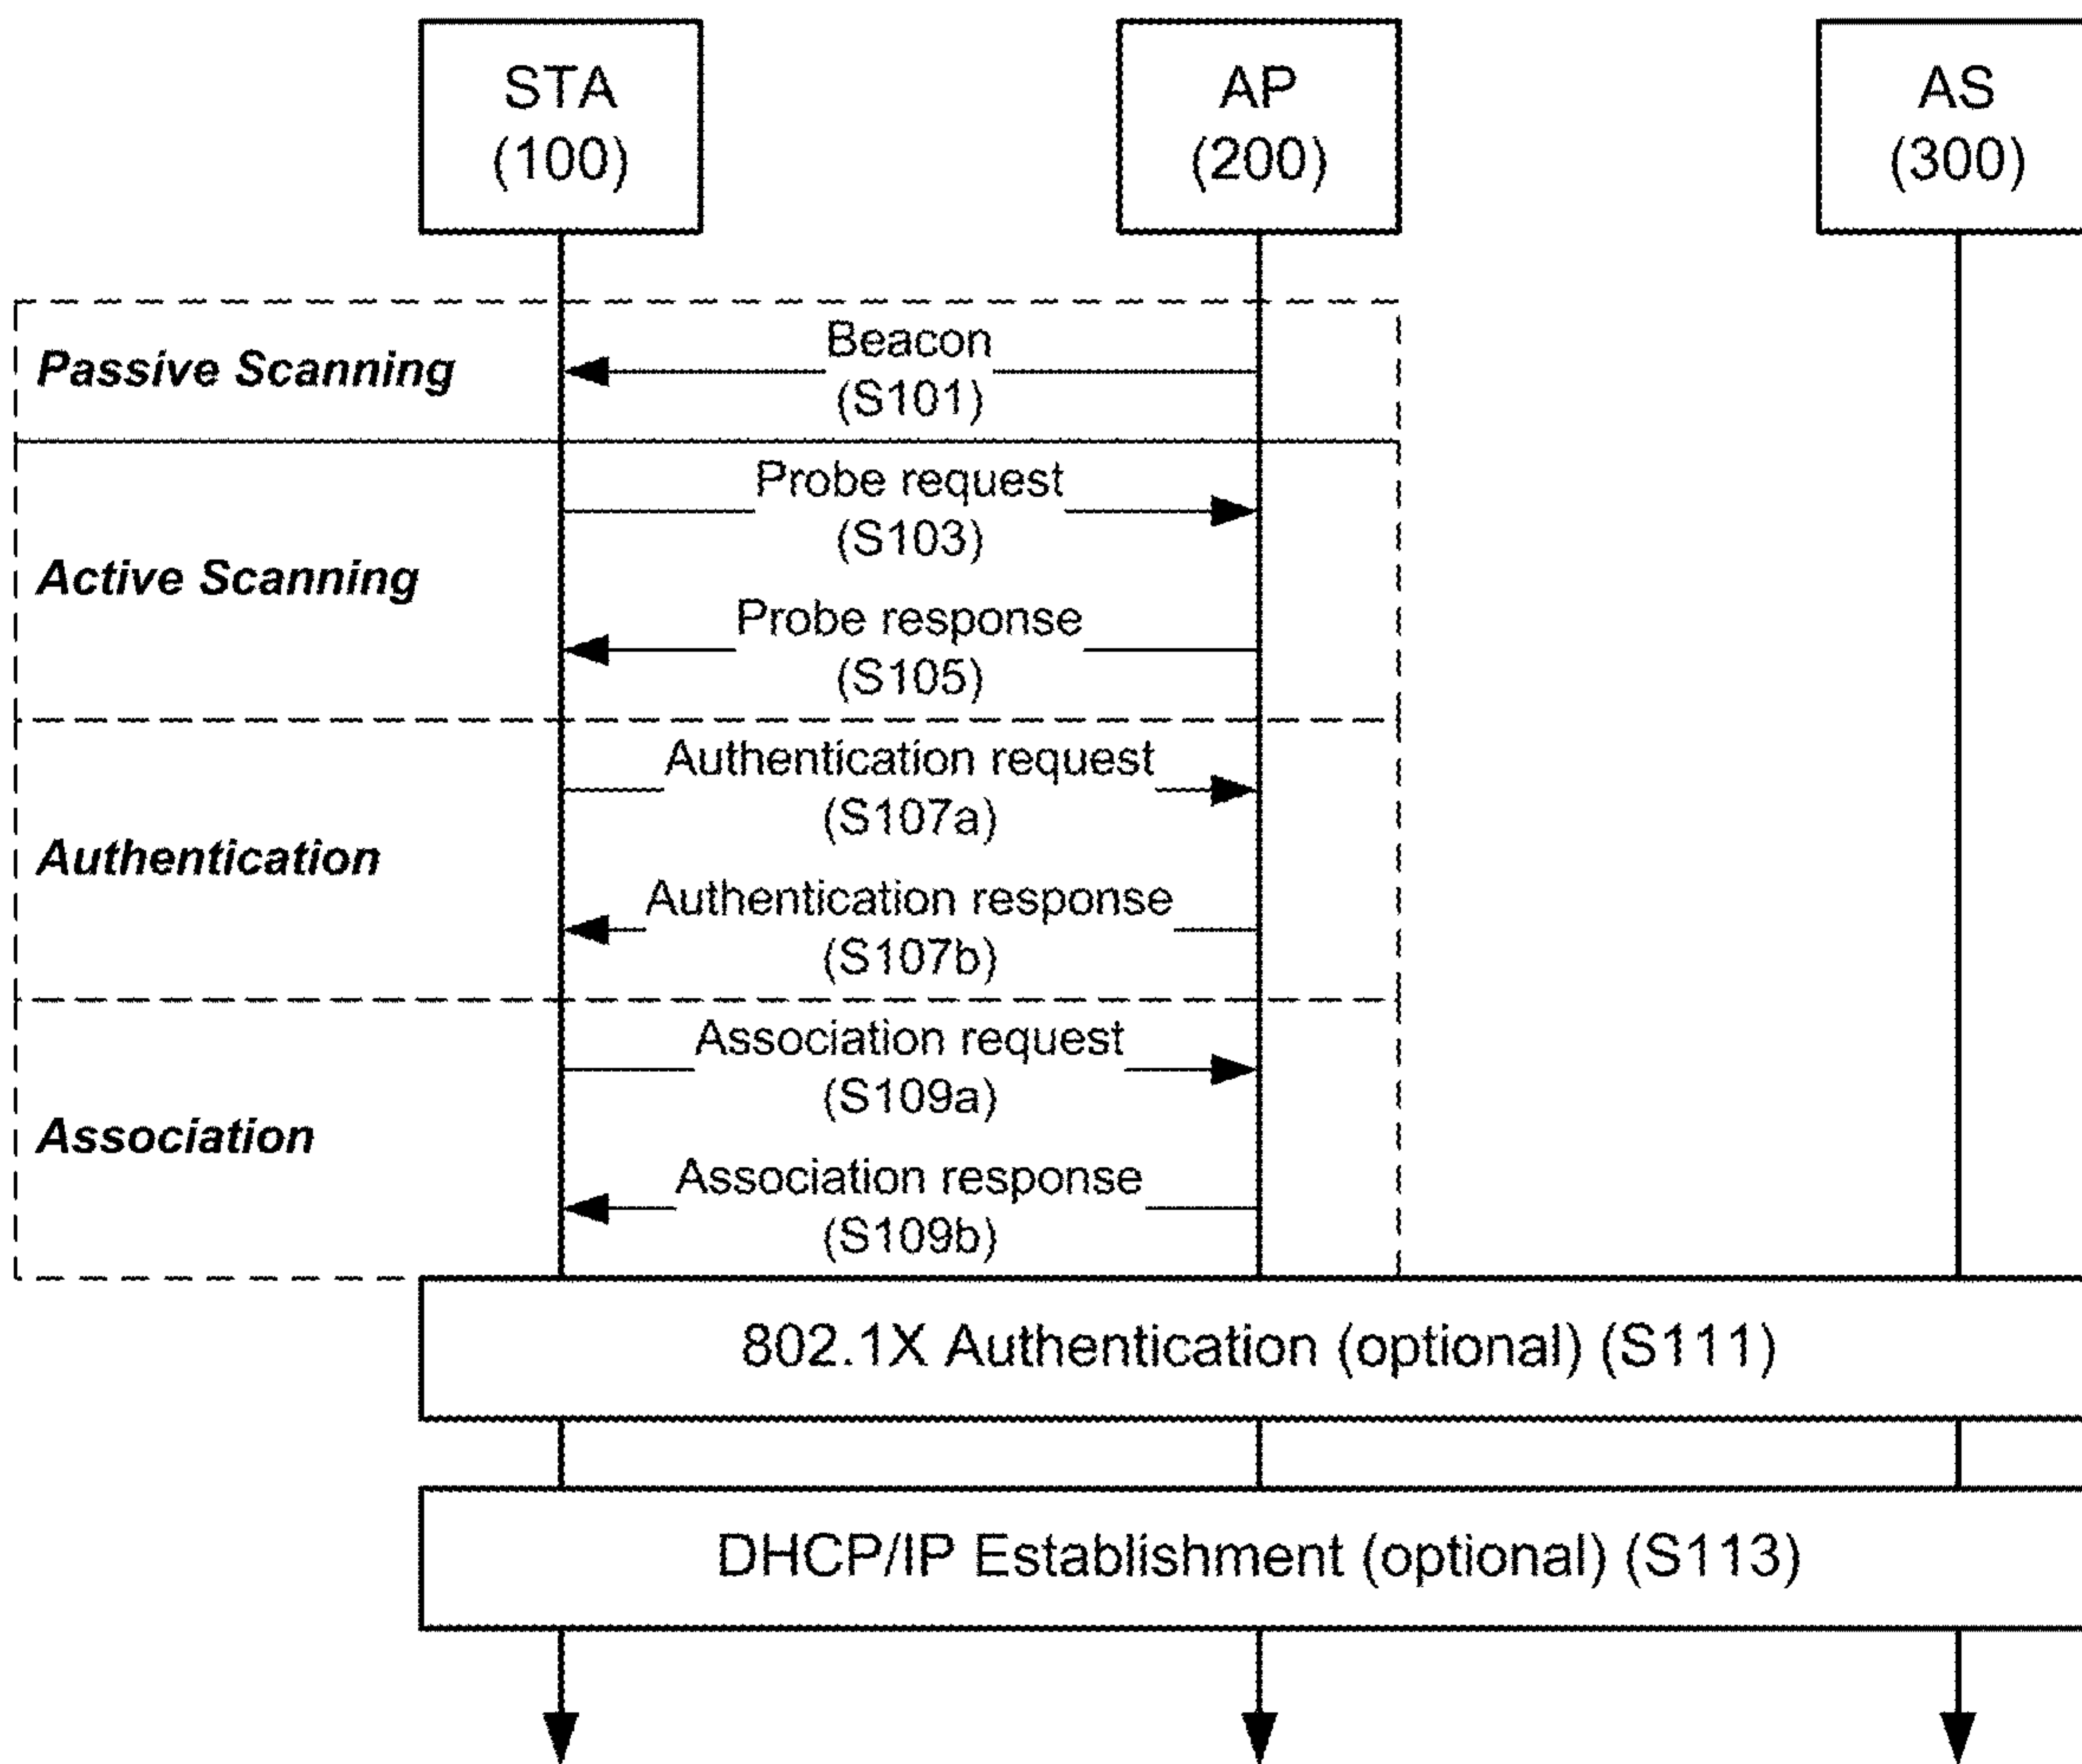 STA
(100)
AP
(200)
AS
(300)
Passive Scanning
Beacon
(S101)
Active Scanning
Probe request
(S103)
Probe response
(S105)
Authentication
Authentication request
(S107a)
Authentication response
(S107b)
Association
Association request
(S109a)
Association response
(S109b)
802.1X Authentication (optional) (S111)
DHCP/IP Establishment (optional) (S113)